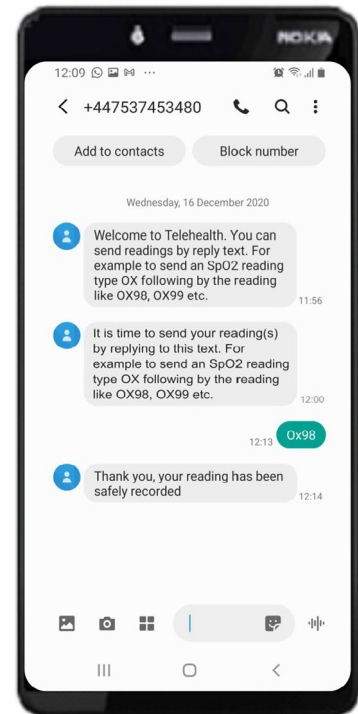 NOKIA
12:09
+447537453480
Add to contacts
Block number
Wednesday, 16 December 2020
Welcome to Telehealth. You can
send readings by reply text. For
example to send an SpO2 reading
type OX following by the reading
like OX98, OX99 etc.
11:56
It is time to send your reading(s)
by replying to this text. For
example to send an SpO2 reading
type OX following by the reading
like OX98, OX99 etc.
12:00
12:13 Ox98
Thank you, your reading has been
safely recorded
12:14